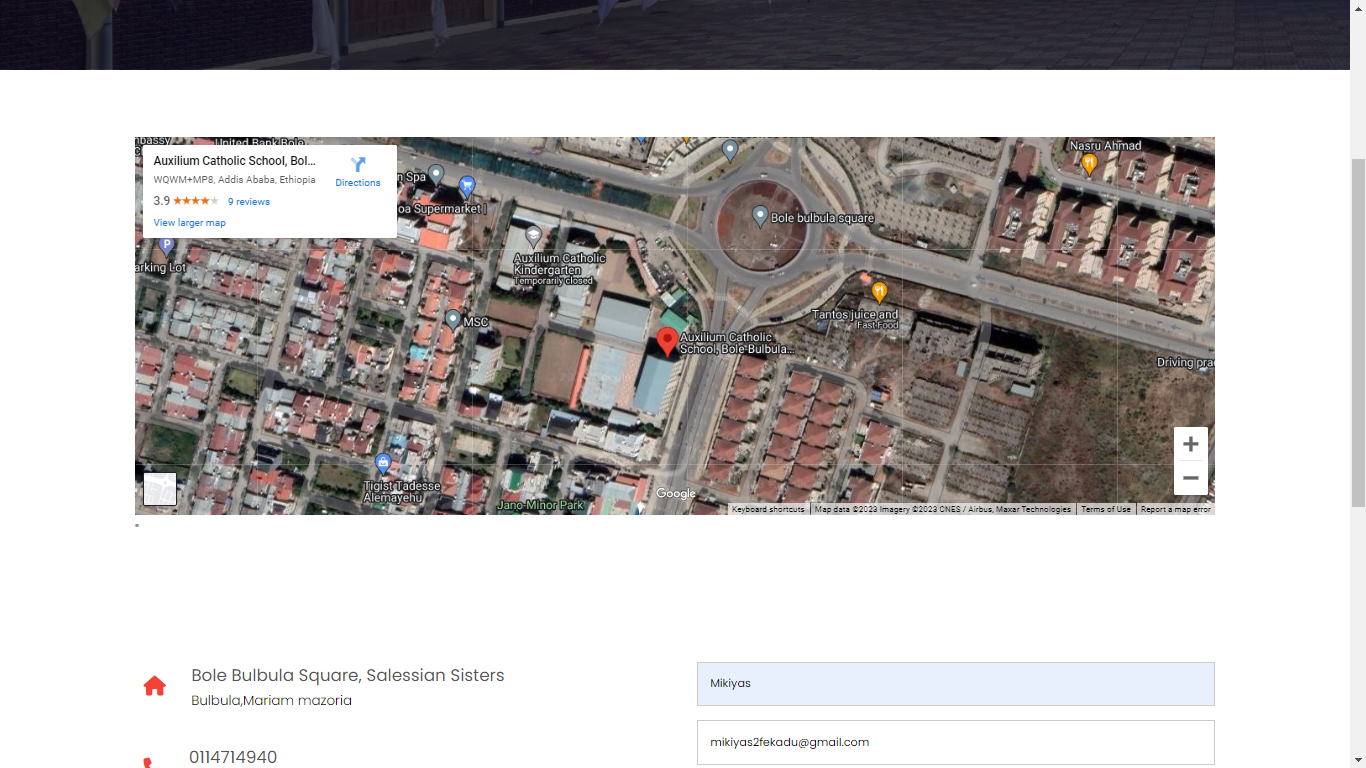 mbassy
United Bank Bole
Auxilium Catholic School, Bol...
WQWM+MP8, Addis Ababa, Ethiopia
Directions
3.9
9 reviews
View larger map
n Spa
oa Supermarket |
Nasru Ahmad
Bole bulbula square
P
arking Lot
Auxilium Catholic
Kindergarten
Temporarily closed
MSC
Tantos juice and
Fast Food
Auxilium Catholic
School, Bole-Bulbula...
Driving prac
Tigist Tadesse
Alemayehu
Jano Minor Park
Google
+
−
Keyboard shortcuts
Map data ©2023 Imagery ©2023 CNES / Airbus, Maxar Technologies
Terms of Use
Report a map error
Bole Bulbula Square, Salessian Sisters
Bulbula,Mariam mazoria
Mikiyas
0114714940
mikiyas2fekadu@gmail.com